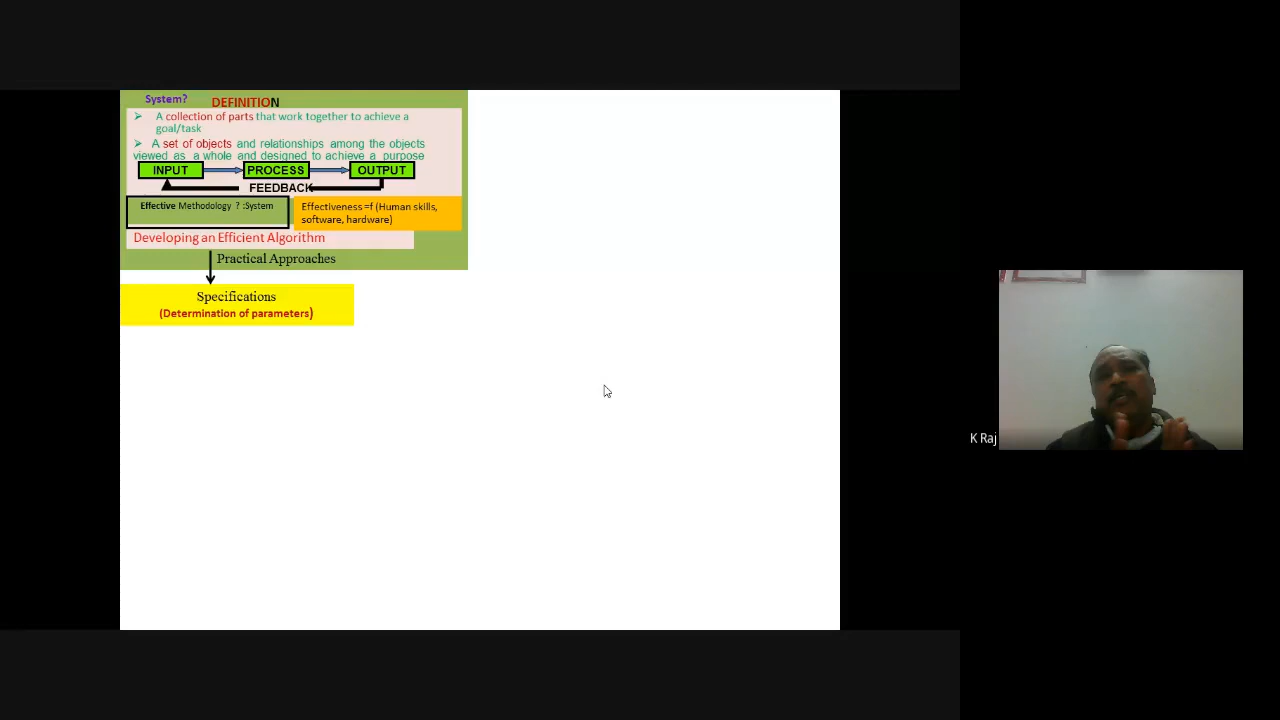 System?
DEFINITION
➢ A collection of parts that work together to achieve a
goal/task
➢ A set of objects and relationships among the objects
viewed as a whole and designed to achieve a purpose
INPUT
PROCESS
OUTPUT
FEEDBACK
Effective Methodology ? :System
Effectiveness =f (Human skills,
software, hardware)
Developing an Efficient Algorithm
Practical Approaches
Specifications
(Determination of parameters)
K Raj